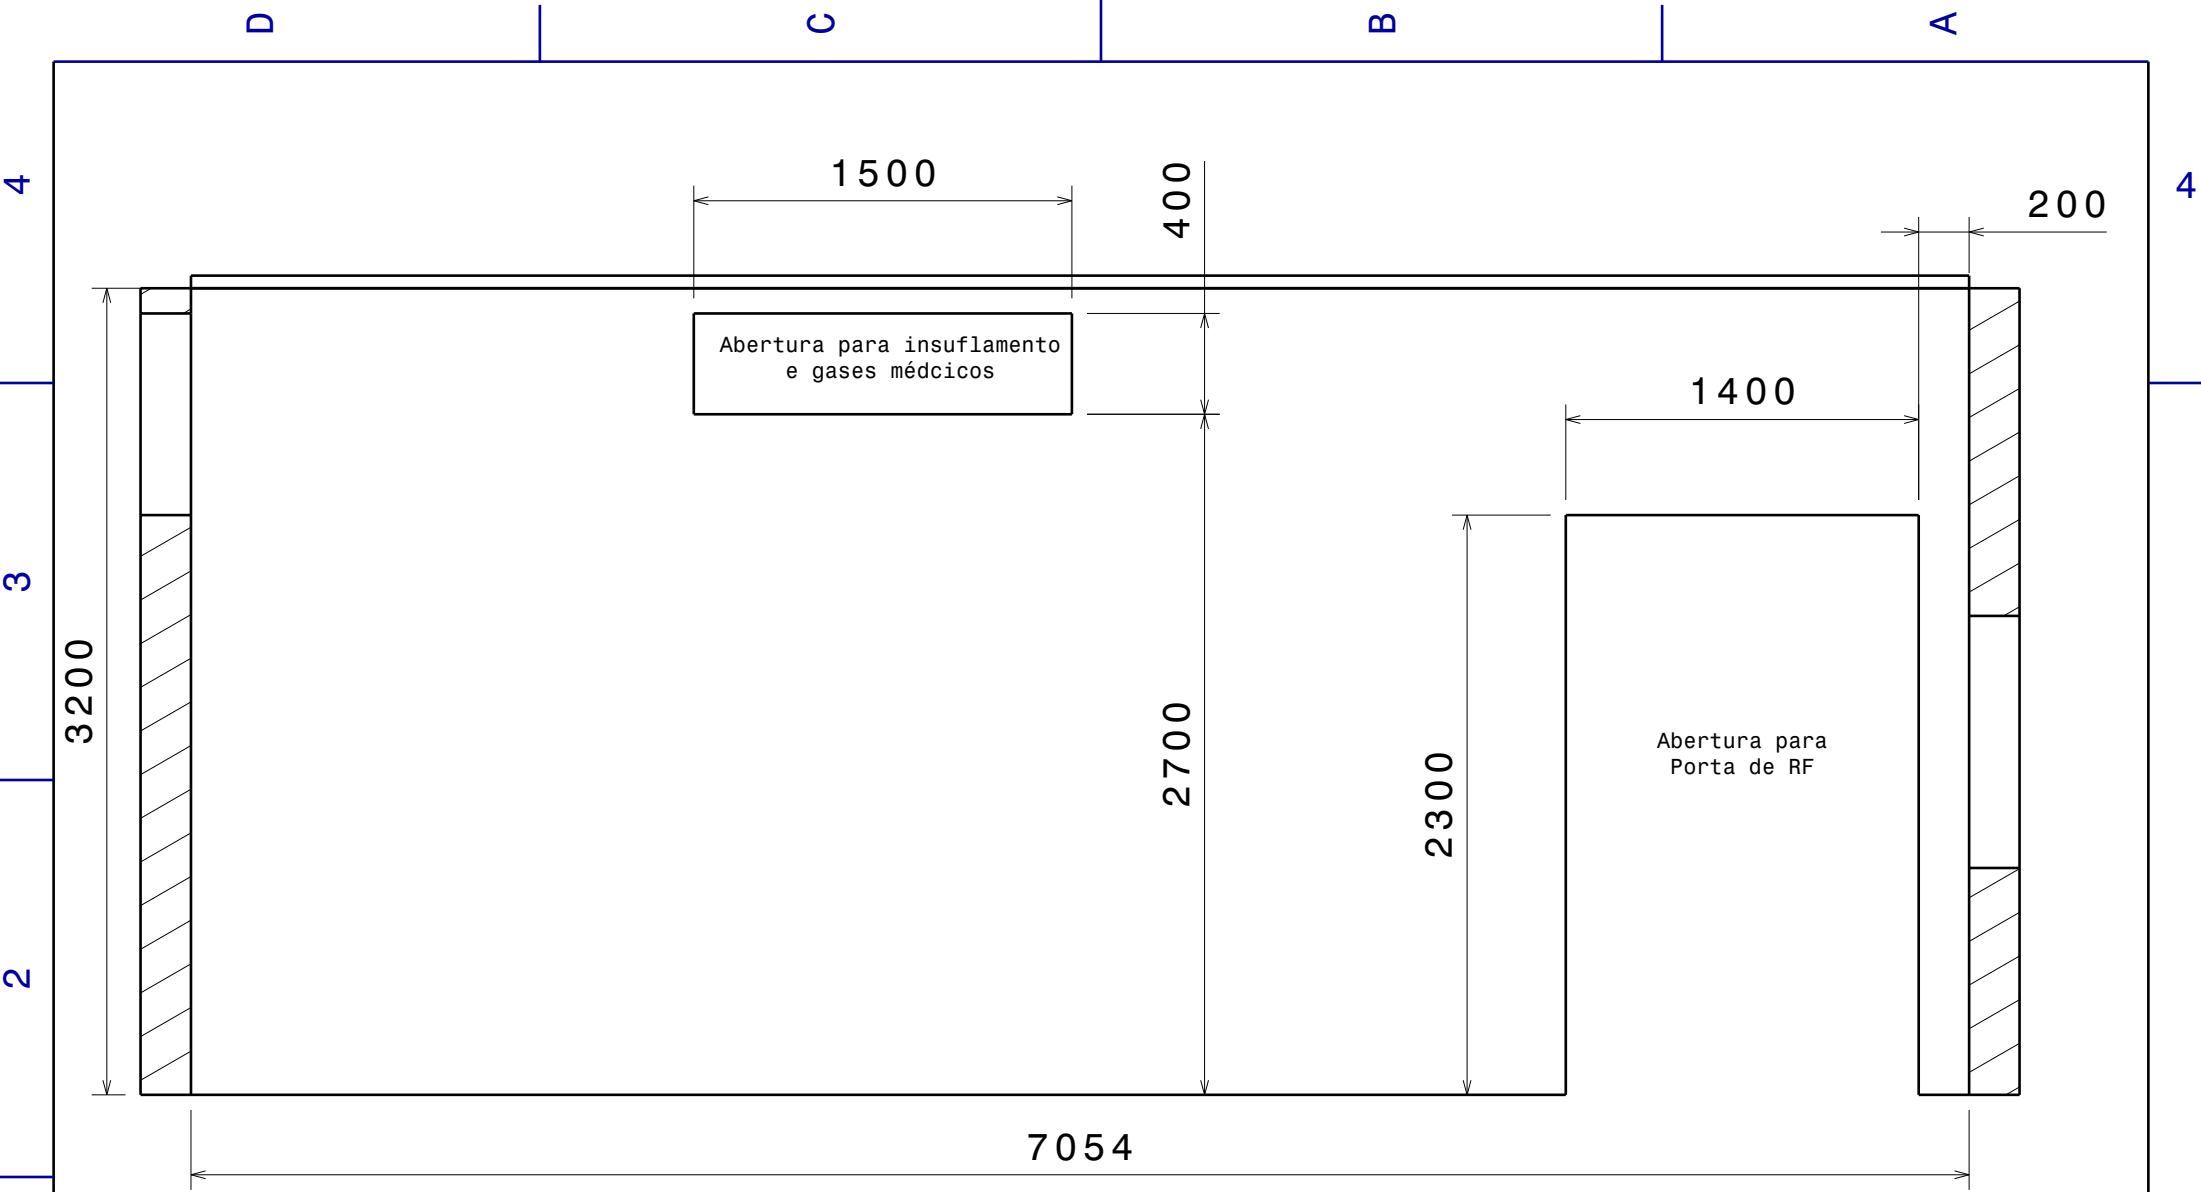 D
C
B
A
4
4
1500
400
200
Abertura para insuflamento
e gases médcicos
1400
3
3200
2700
2300
Abertura para
Porta de RF
2
7054